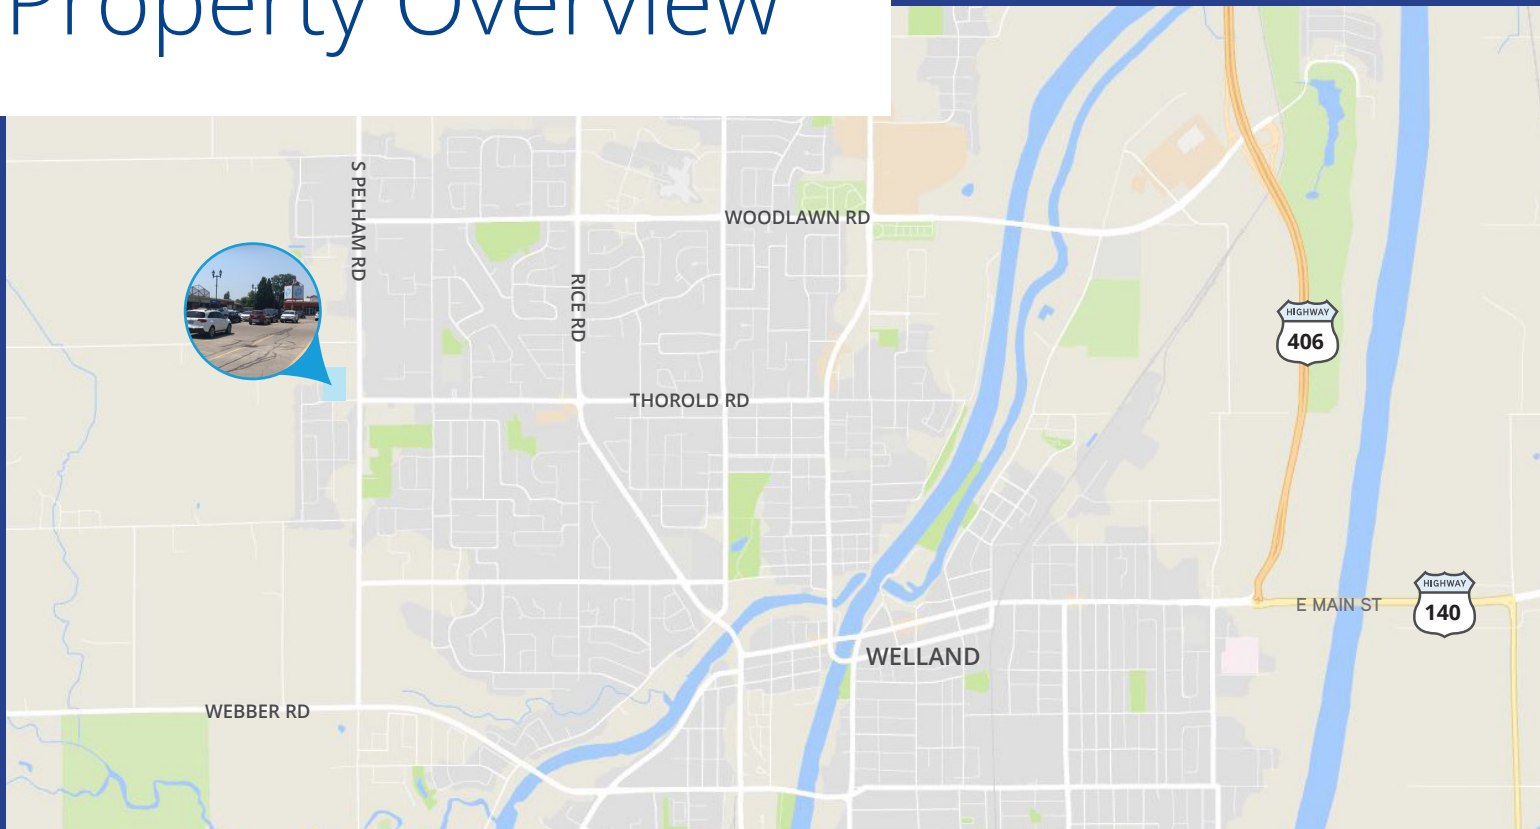 Property Overview
S PELHAM RD
WOODLAWN RD
RICE RD
HIGHWAY
406
THOROLD RD
HIGHWAY
140
E MAIN ST
WELLAND
WEBBER RD